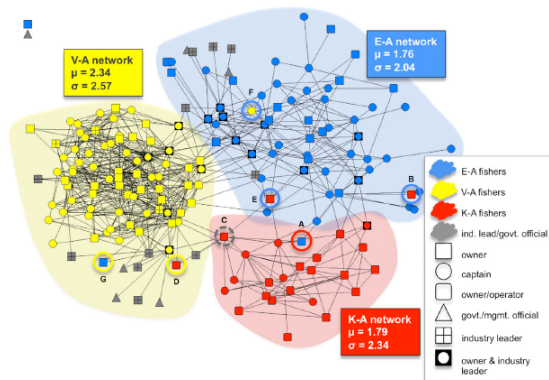 V-A network
μ = 2.34
σ = 2.57
E-A network
μ = 1.76
σ = 2.04
F
B
E
C
A
G
D
K-A network
μ = 1.79
σ = 2.34
E-A fishers
V-A fishers
K-A fishers
ind. lead/govt. official
owner
captain
owner/operator
govt./mgmt. official
industry leader
owner & industry
leader